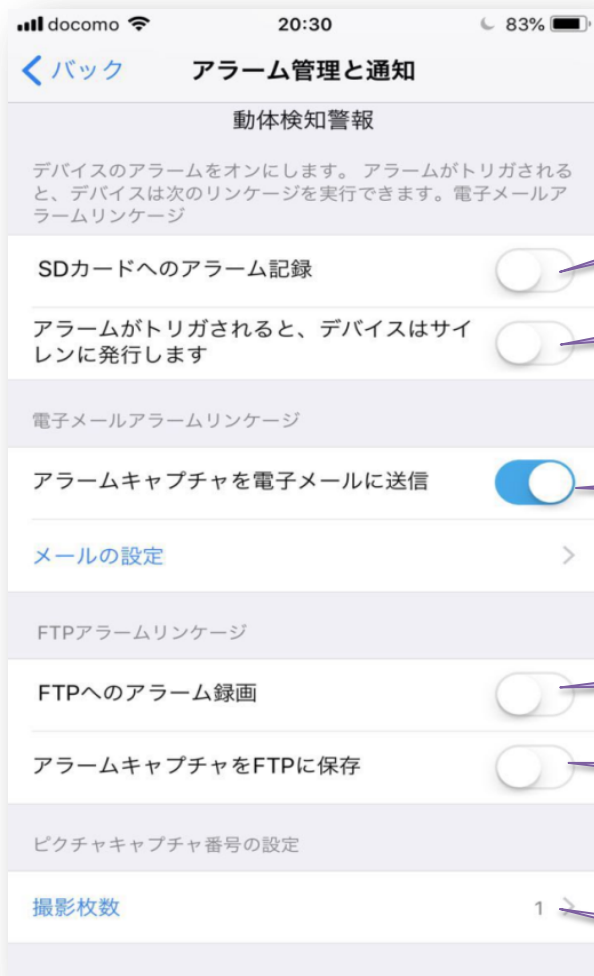 docomo 20:30 83%
バック アラーム管理と通知
動体検知警報
デバイスのアラームをオンにします。 アラームがトリガされる
と、デバイスは次のリンケージを実行できます。電子メールア
ラームリンケージ
SDカードへのアラーム記録
アラームがトリガされると、デバイスはサイ
レンに発行します
電子メールアラームリンケージ
アラームキャプチャを電子メールに送信
メールの設定
FTPアラームリンケージ
FTPへのアラーム録画
アラームキャプチャをFTPに保存
ピクチャキャプチャ番号の設定
撮影枚数 1